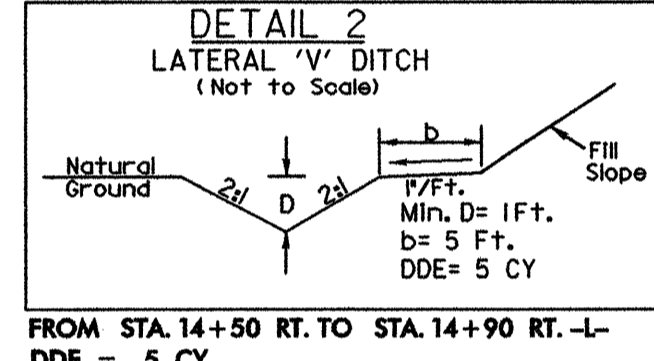 DETAIL 2
LATERAL 'V' DITCH
(Not to Scale)
b
Natural
Ground
2:1
D
2:1
Fill
Slope
1"/Ft.
Min. D= 1Ft.
b= 5 Ft.
DDE= 5 CY
FROM STA. 14+50 RT. TO STA. 14+90 RT. -L-
DDE = 5 CY